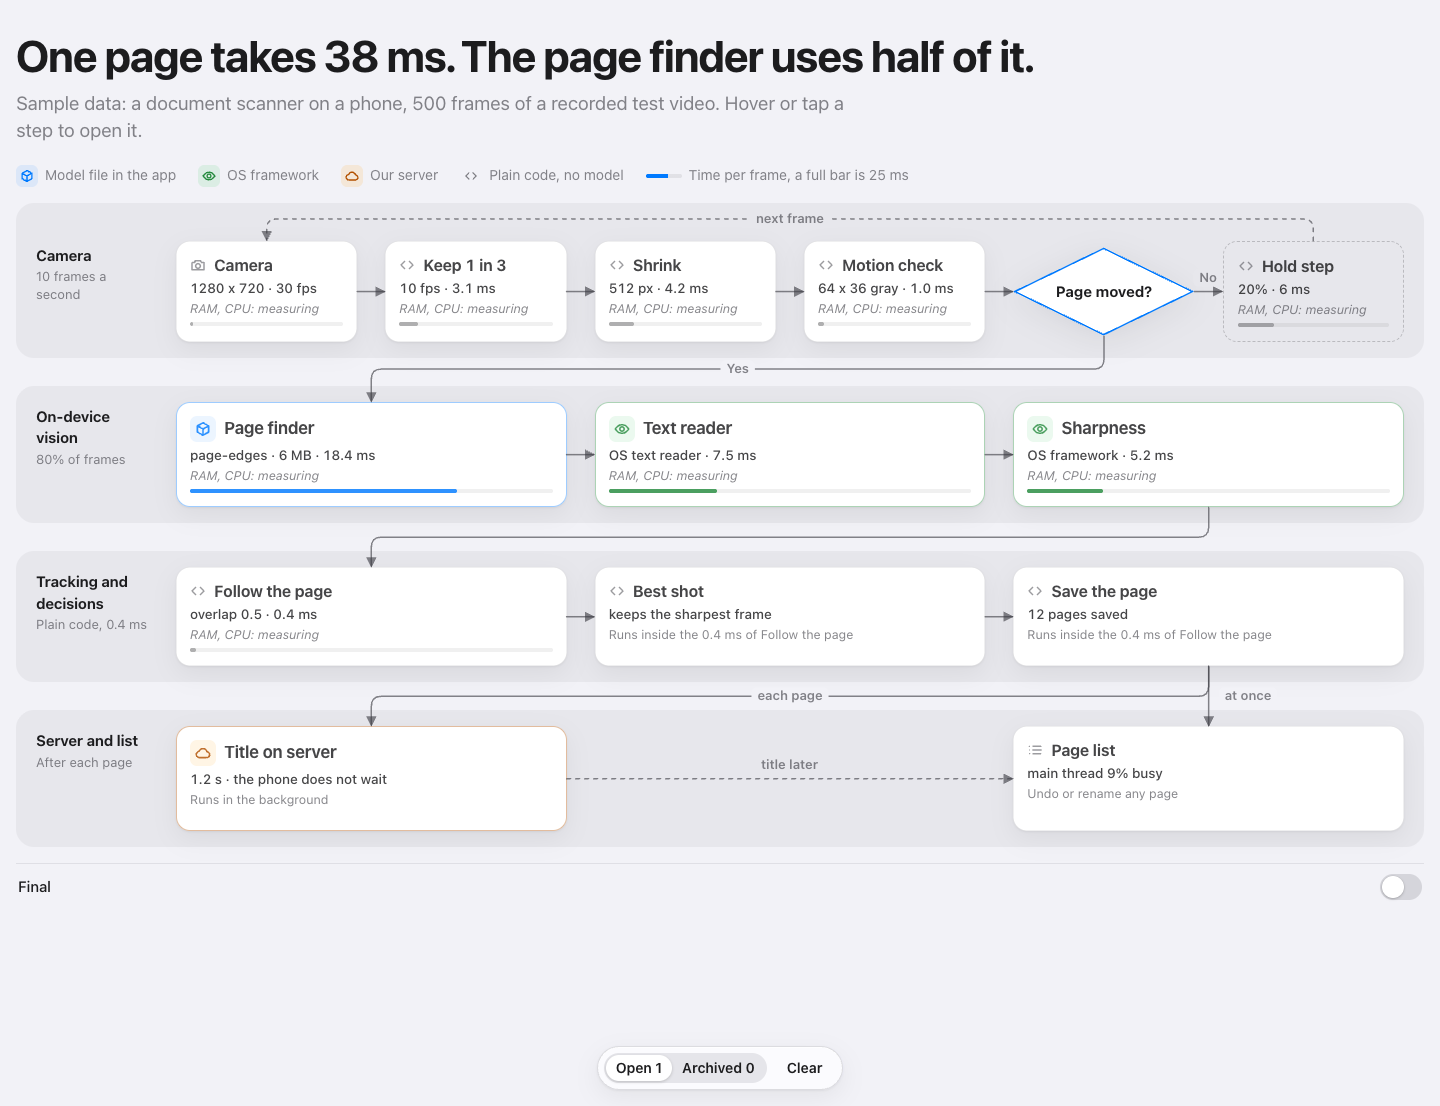 One page takes 38 ms. The page finder uses half of it.
Sample data: a document scanner on a phone, 500 frames of a recorded test video. Hover or tap a
step to open it.
Model file in the app
OS framework
Our server
Plain code, no model
Time per frame, a full bar is 25 ms
next frame
Camera
10 frames a
second
Camera
1280 x 720 · 30 fps
RAM, CPU: measuring
Keep 1 in 3
10 fps · 3.1 ms
RAM, CPU: measuring
Shrink
512 px · 4.2 ms
RAM, CPU: measuring
Motion check
64 x 36 gray · 1.0 ms
RAM, CPU: measuring
Page moved?
No
Hold step
20% · 6 ms
RAM, CPU: measuring
Yes
On-device
vision
80% of frames
Page finder
page-edges · 6 MB · 18.4 ms
RAM, CPU: measuring
Text reader
OS text reader · 7.5 ms
RAM, CPU: measuring
Sharpness
OS framework · 5.2 ms
RAM, CPU: measuring
Tracking and
decisions
Plain code, 0.4 ms
Follow the page
overlap 0.5 · 0.4 ms
RAM, CPU: measuring
Best shot
keeps the sharpest frame
Runs inside the 0.4 ms of Follow the page
Save the page
12 pages saved
Runs inside the 0.4 ms of Follow the page
each page
at once
Server and list
After each page
Title on server
1.2 s · the phone does not wait
Runs in the background
title later
Page list
main thread 9% busy
Undo or rename any page
Final
Open 1
Archived 0
Clear